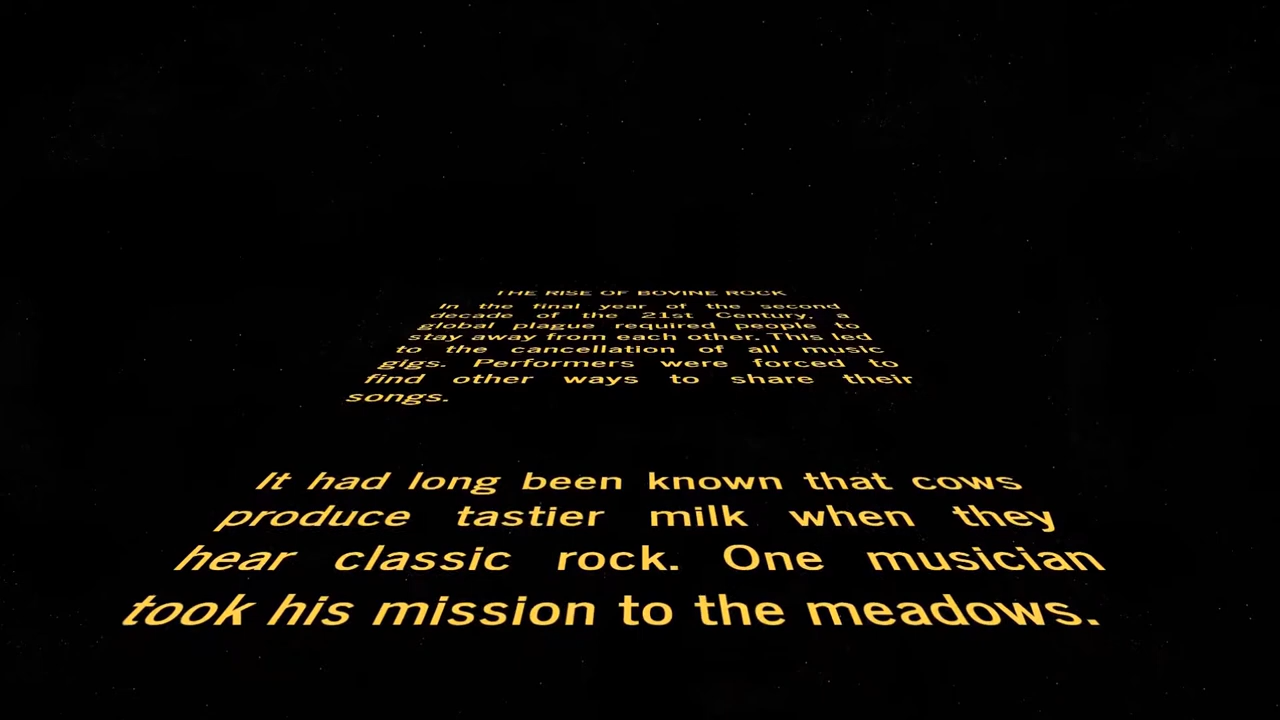 THE RISE OF BOVINE ROCK
In the final year of the second
decade of the 21st Century, a
global plague required people to
stay away from each other. This led
to the cancellation of all music
gigs. Performers were forced to
find other ways to share their
songs.
It had long been known that cows
produce tastier milk when they
hear classic rock. One musician
took his mission to the meadows.